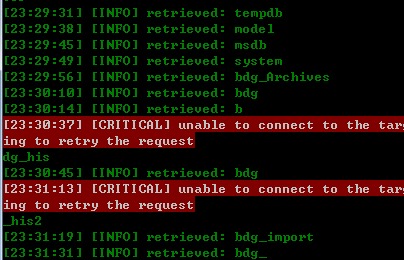 [23:29:31] [INFO] retrieved: tempdb
[23:29:38] [INFO] retrieved: model
[23:29:45] [INFO] retrieved: msdb
[23:29:49] [INFO] retrieved: system
[23:29:56] [INFO] retrieved: bdg_Archives
[23:30:10] [INFO] retrieved: bdg
[23:30:14] [INFO] retrieved: b
[23:30:37] [CRITICAL] unable to connect to the targ
ing to retry the request
dg_his
[23:30:45] [INFO] retrieved: bdg
[23:31:13] [CRITICAL] unable to connect to the targ
ing to retry the request
_his2
[23:31:19] [INFO] retrieved: bdg_import
[23:31:31] [INFO] retrieved: bdg_